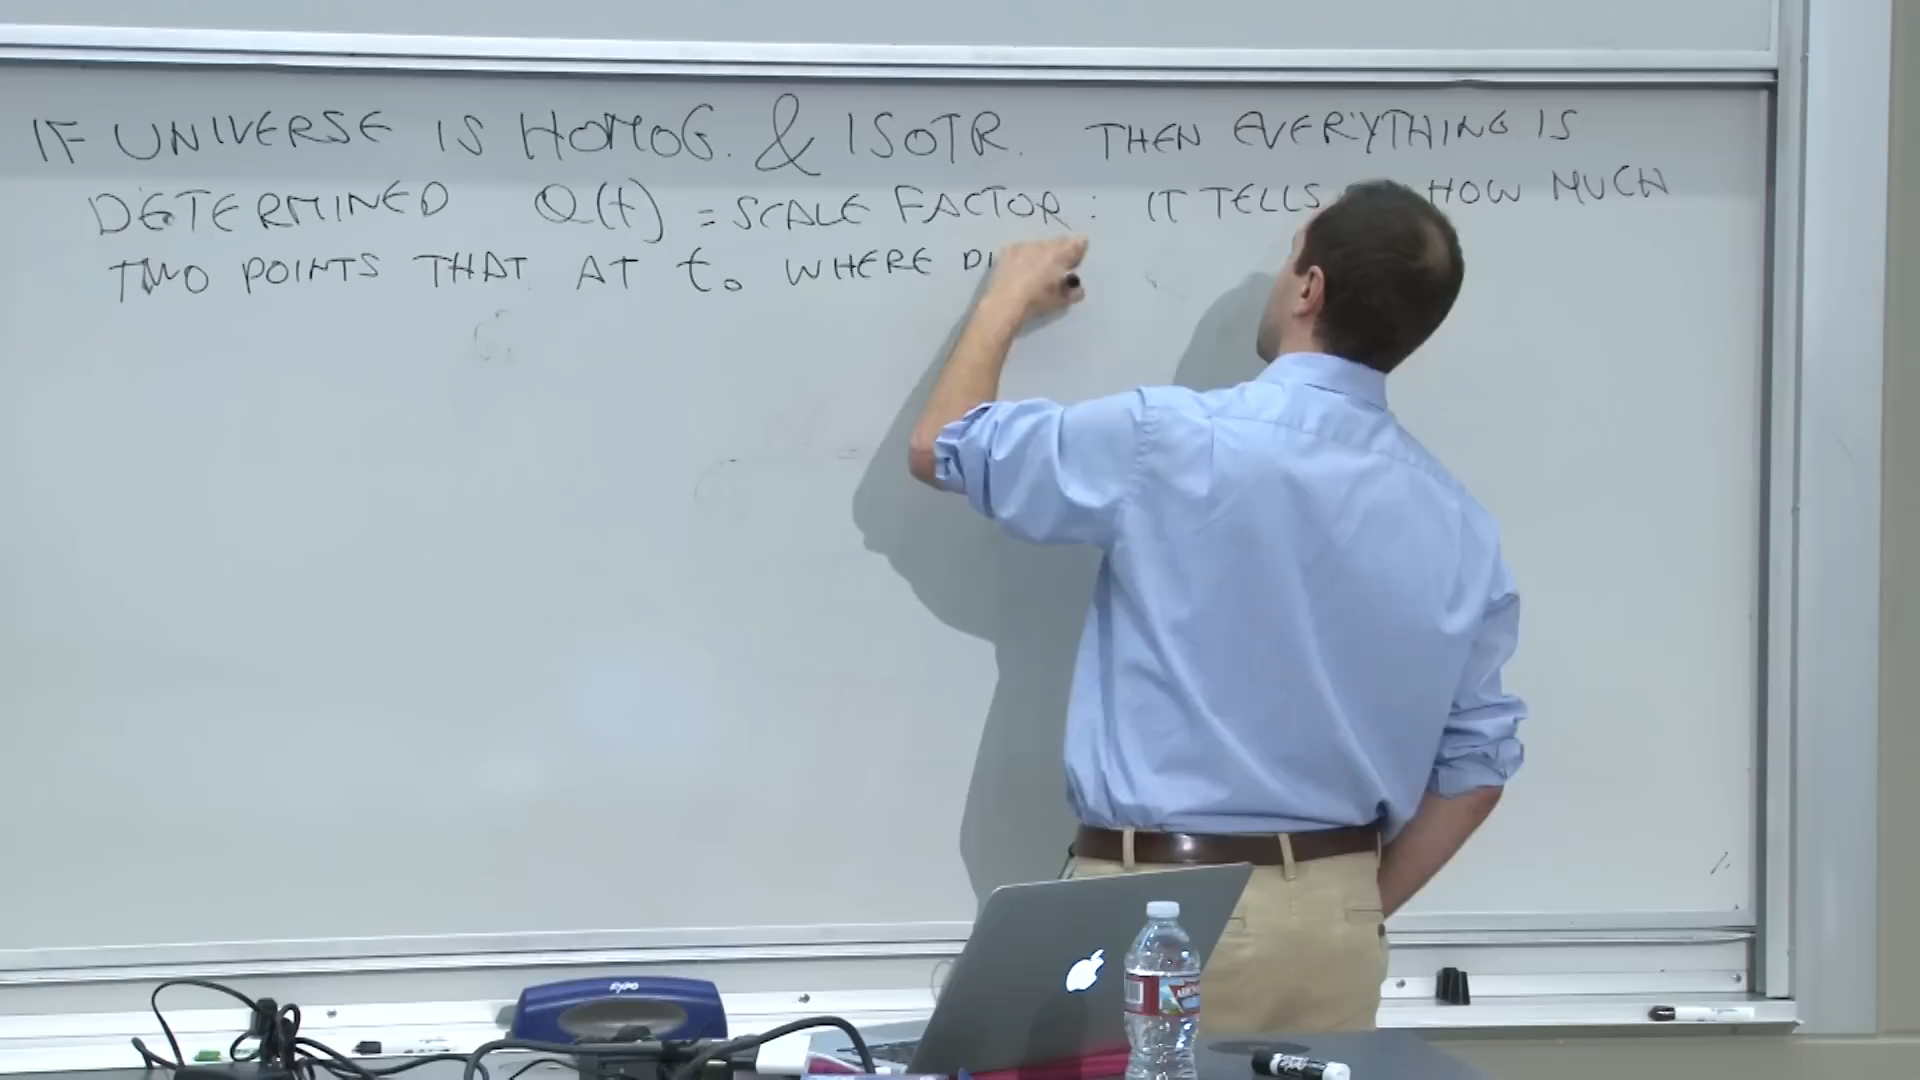 IF UNIVERSE IS HOMOG. & ISOTR. THEN EVERYTHING IS
DETERMINED a(t) = SCALE FACTOR: IT TELLS HOW MUCH
TWO POINTS THAT AT t₀ WHERE
EXPO